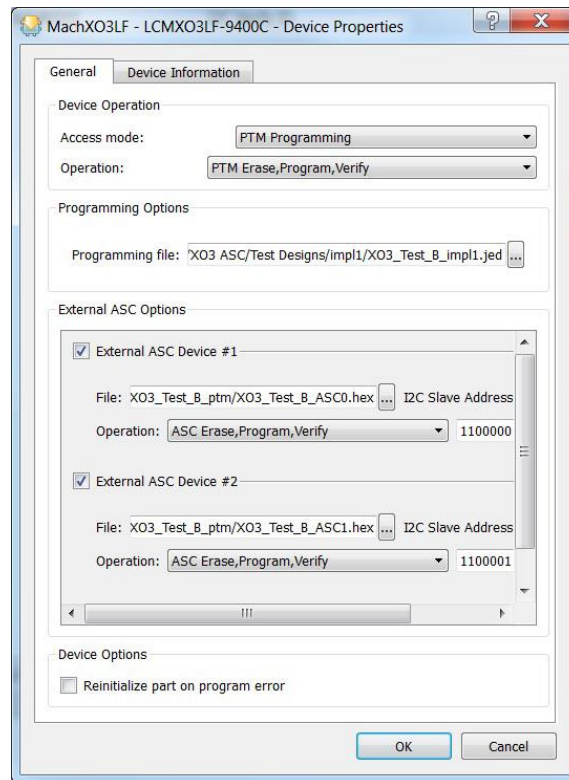 MachXO3LF - LCMXO3LF-9400C - Device Properties
General Device Information
Device Operation
Access mode: PTM Programming
Operation: PTM Erase,Program,Verify
Programming Options
Programming file: 'XO3 ASC/Test Designs/impl1/XO3_Test_B_impl1.jed ...
External ASC Options
External ASC Device #1
File: XO3_Test_B_ptm/XO3_Test_B_ASC0.hex ... I2C Slave Address
Operation: ASC Erase,Program,Verify 1100000
External ASC Device #2
File: XO3_Test_B_ptm/XO3_Test_B_ASC1.hex ... I2C Slave Address
Operation: ASC Erase,Program,Verify 1100001
Device Options
Reinitialize part on program error
OK Cancel